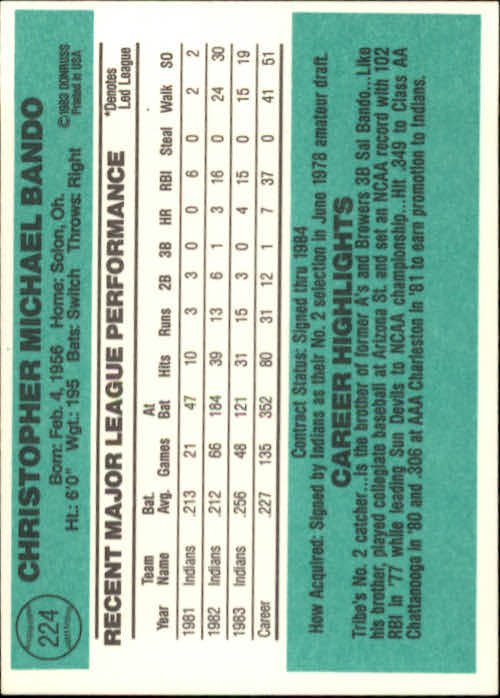 224
CHRISTOPHER MICHAEL BANDO
Born: Feb. 4, 1956 Home: Solon, Oh.
Ht.: 6'0" Wgt.: 195 Bats: Switch Throws: Right
© 1983 DONRUSS
Printed in USA
RECENT MAJOR LEAGUE PERFORMANCE
*Denotes
Led League
Year Team Name Bat. Avg. Games At Bat Hits Runs 2B 3B HR RBI Steal Walk SO
1981 Indians .213 21 47 10 3 3 0 0 6 0 2 2
1982 Indians .212 66 184 39 13 6 1 3 16 0 24 30
1983 Indians .256 48 121 31 15 3 0 4 15 0 15 19
Career .227 135 352 80 31 12 1 7 37 0 41 51
Contract Status: Signed thru 1984
How Acquired: Signed by Indians as their No. 2 selection in June 1978 amateur draft.
CAREER HIGHLIGHTS
Tribe's No. 2 catcher...is the brother of former A's and Brewers 3B Sal Bando...Like
his brother, played collegiate baseball at Arizona St. and set an NCAA record with 102
RBI in '77 while leading Sun Devils to NCAA championship...Hit .349 to Class AA
Chattanooga in '80 and .306 at AAA Charleston in '81 to earn promotion to Indians.